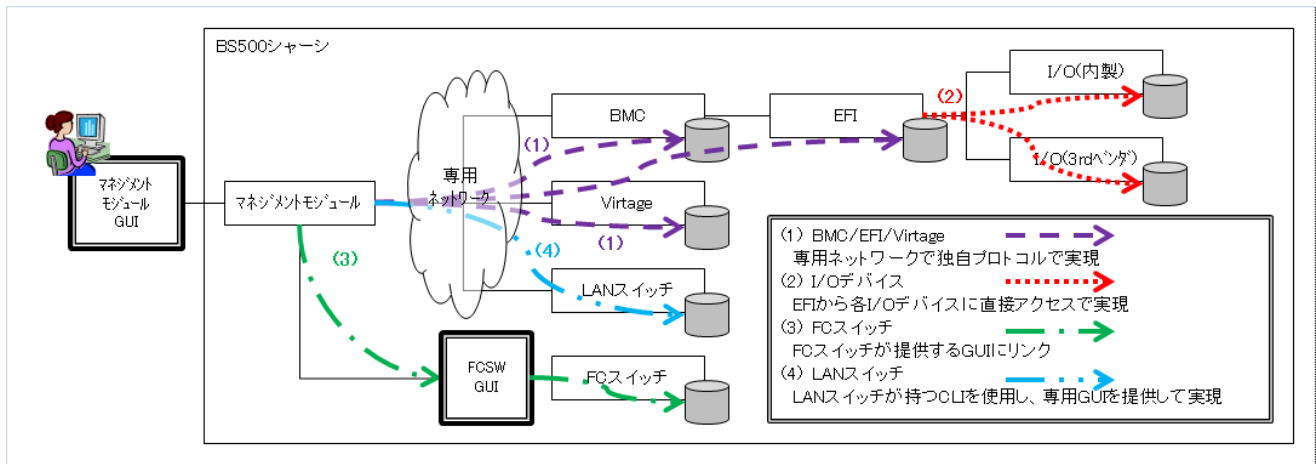 BS500シャーシ
I/O(内製)
(2)
BMC
EFI
(1)
I/O(3rdベンダ)
専用
ネットワーク
マネジメント
モジュール
GUI
マネジメントモジュール
Virtage
(1)
(3)
(4)
LANスイッチ
FCSW
GUI
FCスイッチ
(1) BMC/EFI/Virtage
専用ネットワークで独自プロトコルで実現
(2) I/Oデバイス
EFIから各I/Oデバイスに直接アクセスで実現
(3) FCスイッチ
FCスイッチが提供するGUIにリンク
(4) LANスイッチ
LANスイッチが持つCLIを使用し、専用GUIを提供して実現